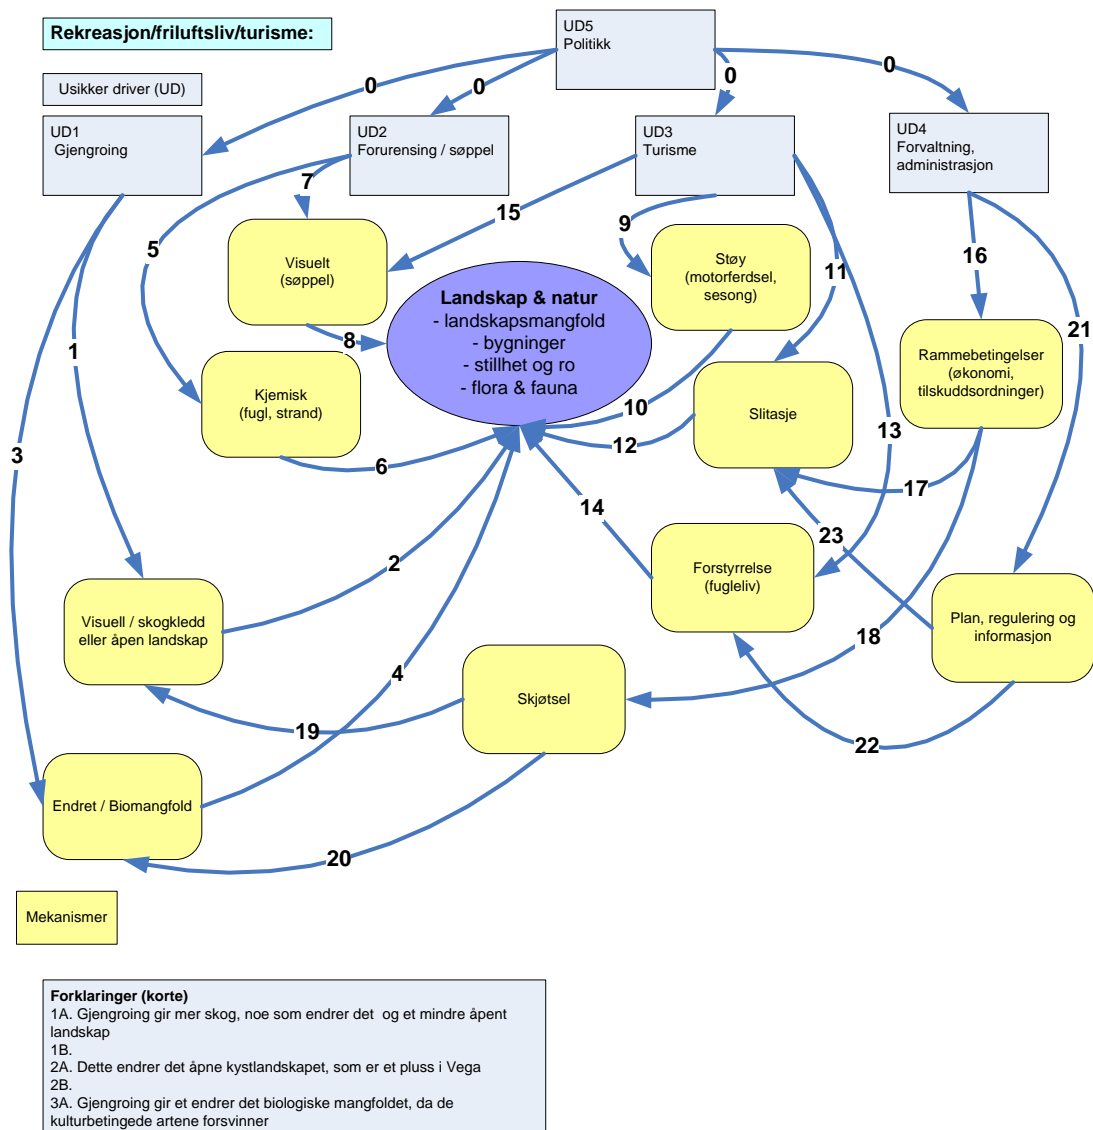 Rekreasjon/friluftsliv/turisme:
UD5
Politikk
Usikker driver (UD)
0
0
0
0
UD1
Gjengroing
UD2
Forurensing / søppel
UD3
Turisme
UD4
Forvaltning,
administrasjon
7
15
9
5
11
16
21
1
3
Visuelt
(søppel)
8
Landskap & natur
- landskapsmangfold
- bygninger
- stillhet og ro
- flora & fauna
Støy
(motorferdsel,
sesong)
Rammebetingelser
(økonomi,
tilskuddsordninger)
Kjemisk
(fugl, strand)
10
Slitasje
13
6
12
17
14
23
2
Forstyrrelse
(fugleliv)
Visuell / skogkledd
eller åpen landskap
Plan, regulering og
informasjon
18
4
Skjøtsel
19
22
Endret / Biomangfold
20
Mekanismer
Forklaringer (korte)
1A. Gjengroing gir mer skog, noe som endrer det  og et mindre åpent
landskap
1B.
2A. Dette endrer det åpne kystlandskapet, som er et pluss i Vega
2B.
3A. Gjengroing gir et endrer det biologiske mangfoldet, da de
kulturbetingede artene forsvinner